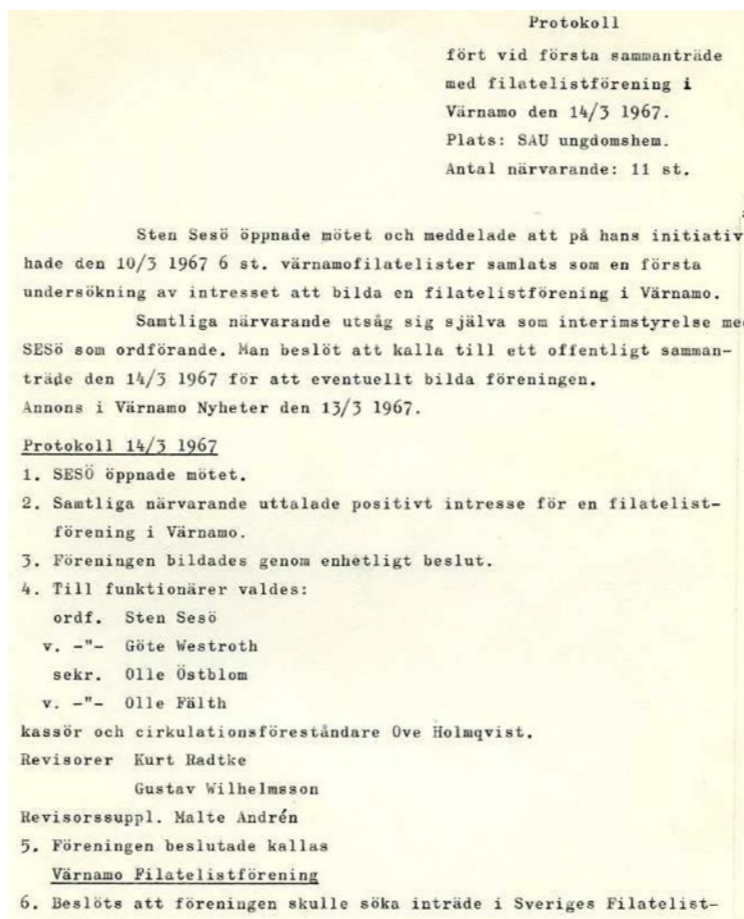 Protokoll
fört vid första sammanträde
med filatelistförening i
Värnamo den 14/3 1967.
Plats: SAU ungdomshem.
Antal närvarande: 11 st.
Sten Sesö öppnade mötet och meddelade att på hans initiativ
hade den 10/3 1967 6 st. värnamofilatelister samlats som en första
undersökning av intresset att bilda en filatelistförening i Värnamo.
Samtliga närvarande utsåg sig själva som interimstyrelse me
SESö som ordförande. Man beslöt att kalla till ett offentligt samman-
träde den 14/3 1967 för att eventuellt bilda föreningen.
Annons i Värnamo Nyheter den 13/3 1967.
Protokoll 14/3 1967
1. SESÖ öppnade mötet.
2. Samtliga närvarande uttalade positivt intresse för en filatelist-
förening i Värnamo.
3. Föreningen bildades genom enhetligt beslut.
4. Till funktionärer valdes:
ordf. Sten Sesö
v. -"- Göte Westroth
sekr. Olle Östblom
v. -"- Olle Fälth
kassör och cirkulationsföreståndare Ove Holmqvist.
Revisorer Kurt Radtke
Gustav Wilhelmsson
Revisorssuppl. Malte Andrén
5. Föreningen beslutade kallas
Värnamo Filatelistförening
6. Beslöts att föreningen skulle söka inträde i Sveriges Filatelist-